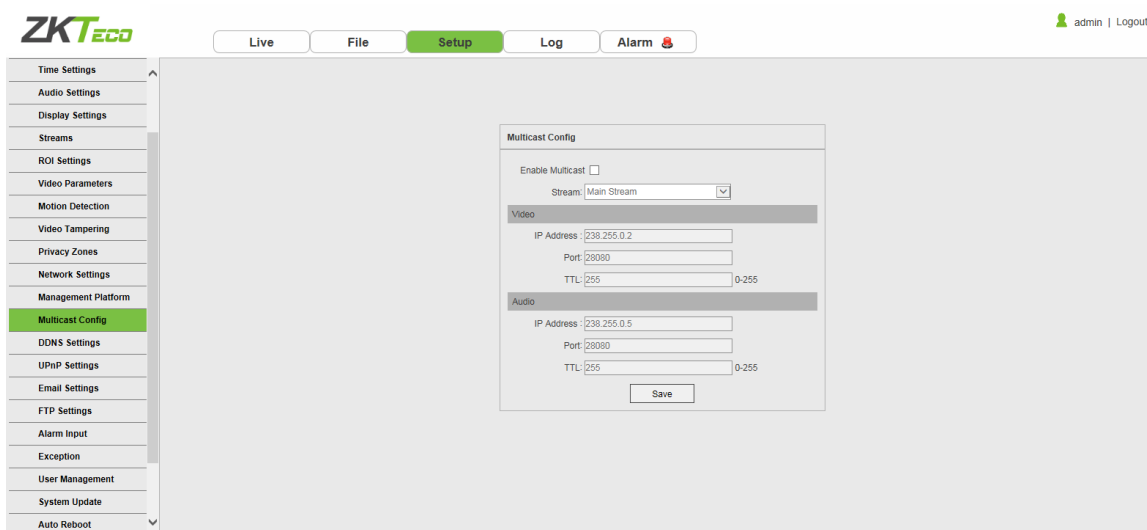 ZKTeco
admin | Logout
Live File Setup Log Alarm
Time Settings
Audio Settings
Display Settings
Streams
ROI Settings
Video Parameters
Motion Detection
Video Tampering
Privacy Zones
Network Settings
Management Platform
Multicast Config
DDNS Settings
UPnP Settings
Email Settings
FTP Settings
Alarm Input
Exception
User Management
System Update
Auto Reboot
Multicast Config
Enable Multicast
Stream: Main Stream
Video
IP Address : 238.255.0.2
Port: 28080
TTL: 255 0-255
Audio
IP Address : 238.255.0.5
Port: 28080
TTL: 255 0-255
Save